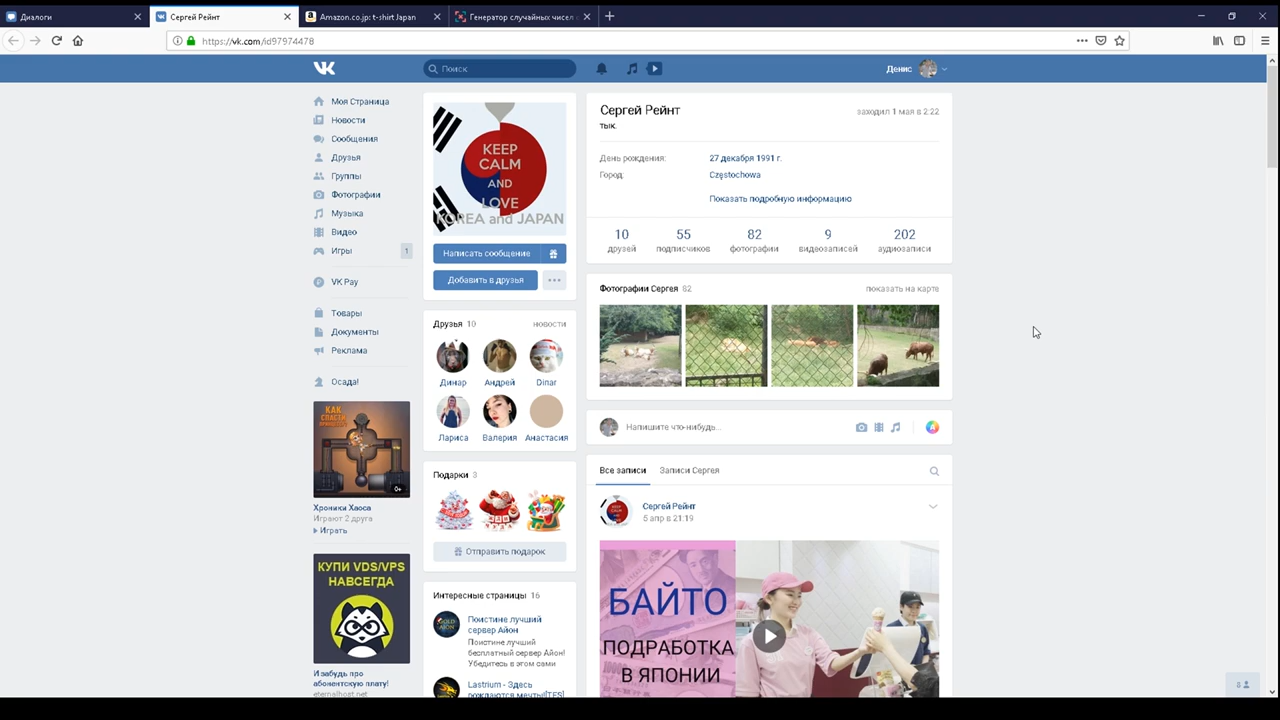 Диалоги
Сергей Рейнт
Amazon.co.jp: t-shirt Japan
Генератор случайных чисел с
https://vk.com/id97974478
Поиск
Денис
Моя Страница
Новости
Сообщения
Друзья
Группы
Фотографии
Музыка
Видео
Игры
1
VK Pay
Товары
Документы
Реклама
Осада!
КАК
СПАСТИ
0+
Хроники Хаоса
Играют 2 друга
Играть
КУПИ VDS/VPS
НАВСЕГДА
И забудь про
абонентскую плату!
eternalhost.net
KEEP
CALM
AND
LOVE
KOREA and JAPAN
Написать сообщение
Добавить в друзья
Друзья 10
новости
Динар
Андрей
Dinar
Лариса
Валерия
Анастасия
Подарки 3
Отправить подарок
Интересные страницы 16
Поистине лучший
сервер Айон
Поистине лучший
бесплатный сервер Айон!
Убедитесь в этом сами
Lastrium - Здесь
рождаются мечты![TES]
Сергей Рейнт
заходил 1 мая в 2:22
тык.
День рождения:
27 декабря 1991 г.
Город:
Częstochowa
Показать подробную информацию
10
друзей
55
подписчиков
82
фотографии
9
видеозаписей
202
аудиозаписи
Фотографии Сергея 82
показать на карте
Напишите что-нибудь...
Все записи
Записи Сергея
Сергей Рейнт
5 апр в 21:19
БАЙТО
ПОДРАБОТКА
В ЯПОНИИ